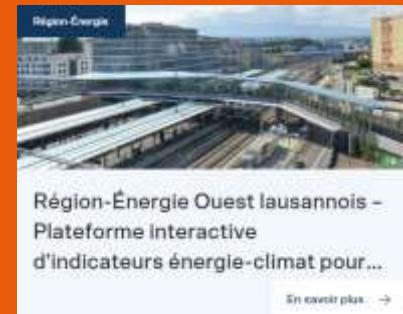 Région-Énergie
Région-Énergie Ouest lausannois –
Plateforme interactive
d'indicateurs énergie-climat pour...
En savoir plus →